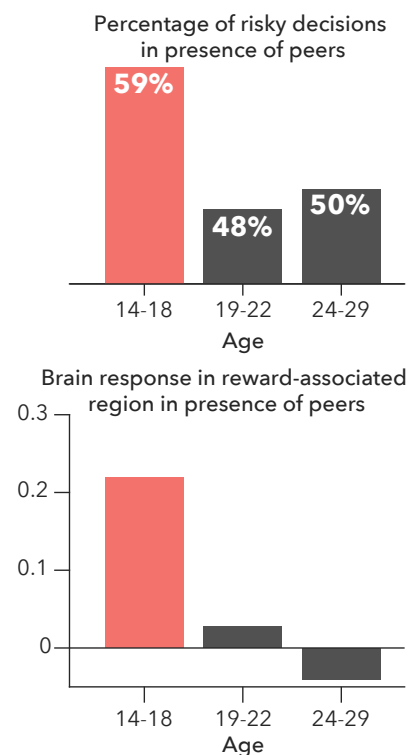 Percentage of risky decisions
in presence of peers
59%
48%
50%
14-18
19-22
24-29
Age
Brain response in reward-associated
region in presence of peers
0.3
0.2
0.1
0
14-18
19-22
24-29
Age